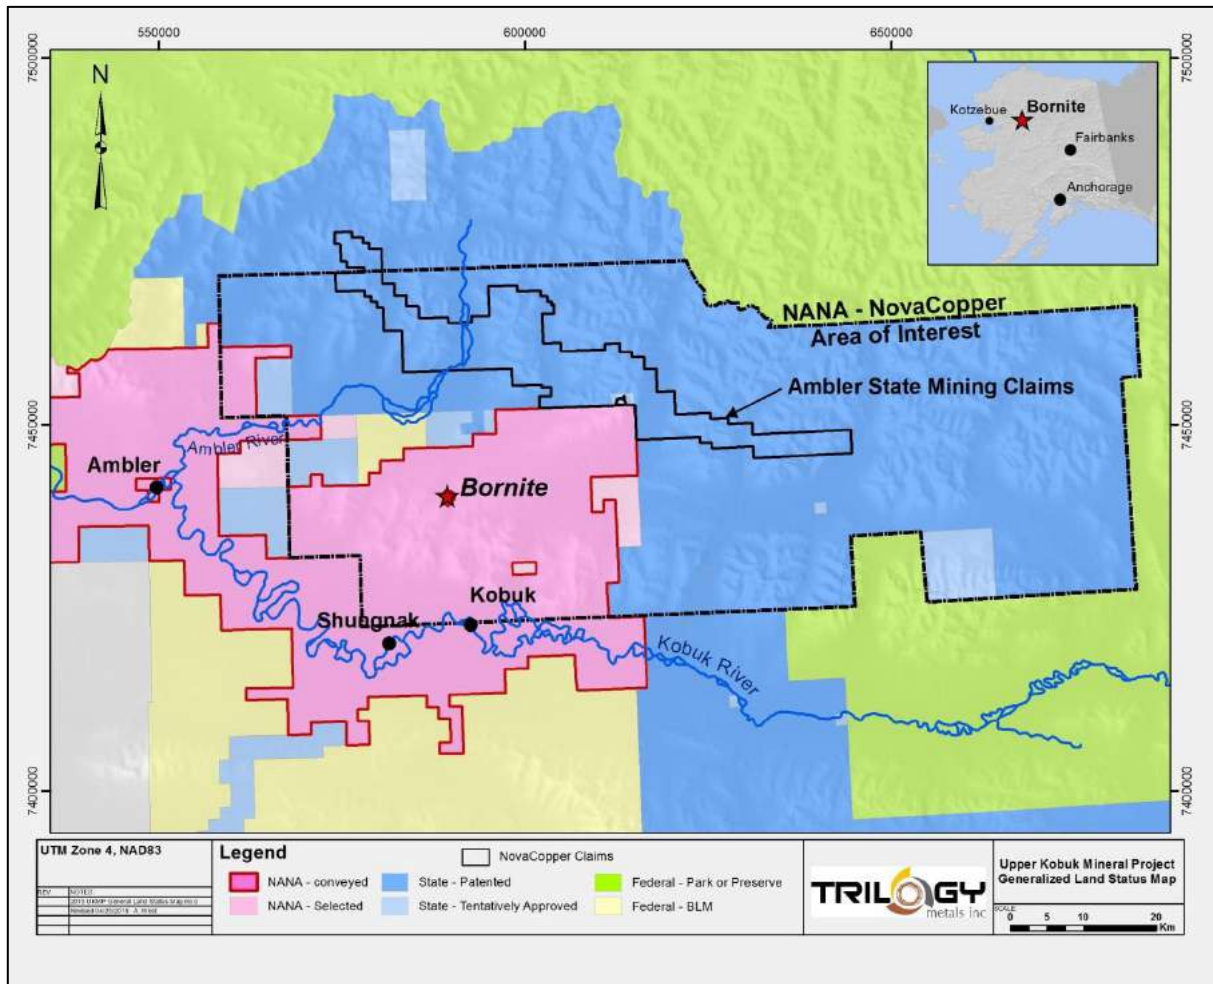 550000
600000
650000
7500000
7500000
N
Kotzebue
Bornite
Fairbanks
Anchorage
NANA - NovaCopper
Area of Interest
Ambler State Mining Claims
7450000
7450000
Ambler River
Ambler
Bornite
Kobuk
Shungnak
Kobuk River
7400000
7400000
UTM Zone 4, NAD83
REV
NOTES
Legend
NovaCopper Claims
NANA - conveyed
State - Patented
Federal - Park or Preserve
NANA - Selected
State - Tentatively Approved
Federal - BLM
TRILOGY
metals inc
Upper Kobuk Mineral Project
Generalized Land Status Map
SCALE
0 5 10 20
Km